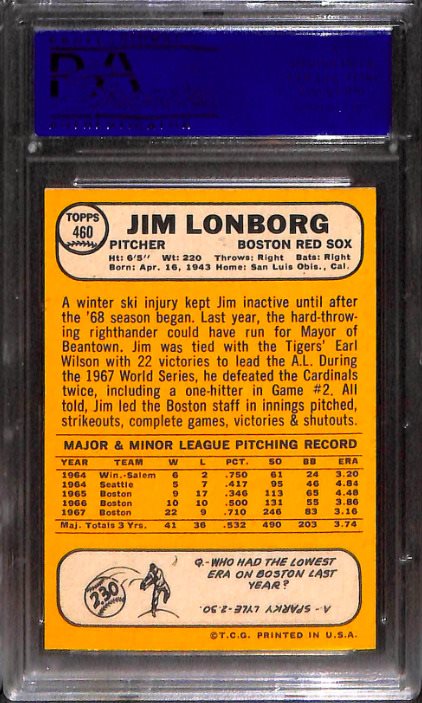 PSA
TOPPS
460
JIM LONBORG
PITCHER BOSTON RED SOX
Ht: 6'5" Wt: 220 Throws: Right Bats: Right
Born: Apr. 16, 1943 Home: San Luis Obis., Cal.
A winter ski injury kept Jim inactive until after
the '68 season began. Last year, the hard-throw-
ing righthander could have run for Mayor of
Beantown. Jim was tied with the Tigers' Earl
Wilson with 22 victories to lead the A.L. During
the 1967 World Series, he defeated the Cardinals
twice, including a one-hitter in Game #2. All
told, Jim led the Boston staff in innings pitched,
strikeouts, complete games, victories & shutouts.
MAJOR & MINOR LEAGUE PITCHING RECORD
YEAR TEAM W L PCT. SO BB ERA
1964 Win.-Salem 6 2 .750 61 24 3.20
1964 Seattle 5 7 .417 95 46 4.84
1965 Boston 9 17 .346 113 65 4.48
1966 Boston 10 10 .500 131 55 3.86
1967 Boston 22 9 .710 246 83 3.16
Maj. Totals 3 Yrs. 41 36 .532 490 203 3.74
Q.-WHO HAD THE LOWEST
ERA ON BOSTON LAST
YEAR?
2.30
A-SPARKY LYLE-2.30.
©T.C.G. PRINTED IN U.S.A.